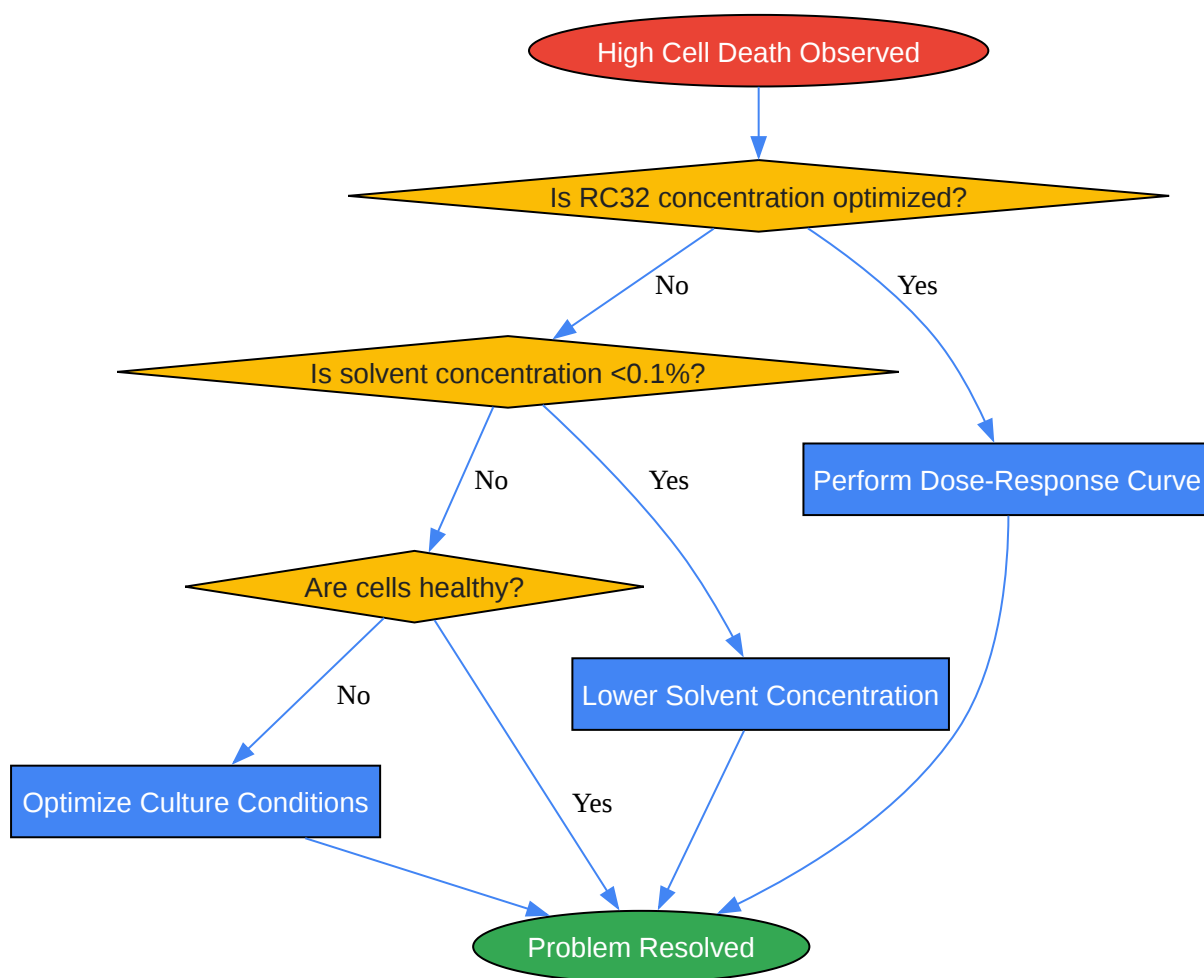 High Cell Death Observed
Is RC32 concentration optimized?
No
Yes
Is solvent concentration <0.1%?
No
Yes
Perform Dose-Response Curve
Are cells healthy?
No
Lower Solvent Concentration
Optimize Culture Conditions
Yes
Problem Resolved